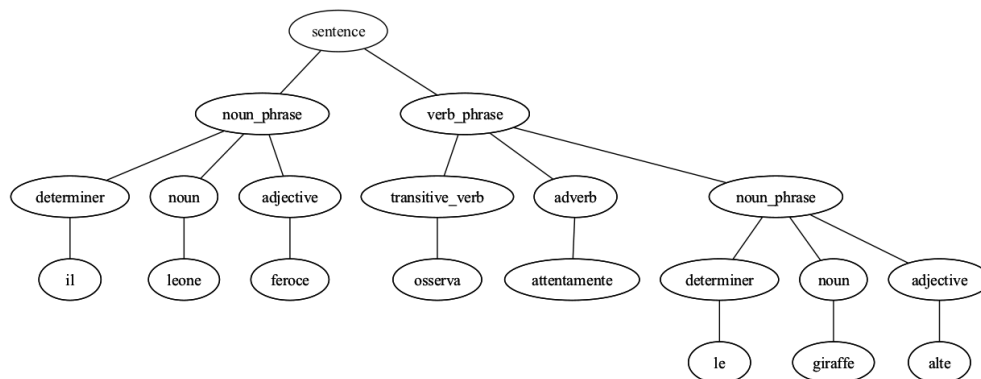 sentence
noun_phrase verb_phrase
determiner noun adjective transitive_verb adverb noun_phrase
il leone feroce osserva attentamente determiner noun adjective
le giraffe alte